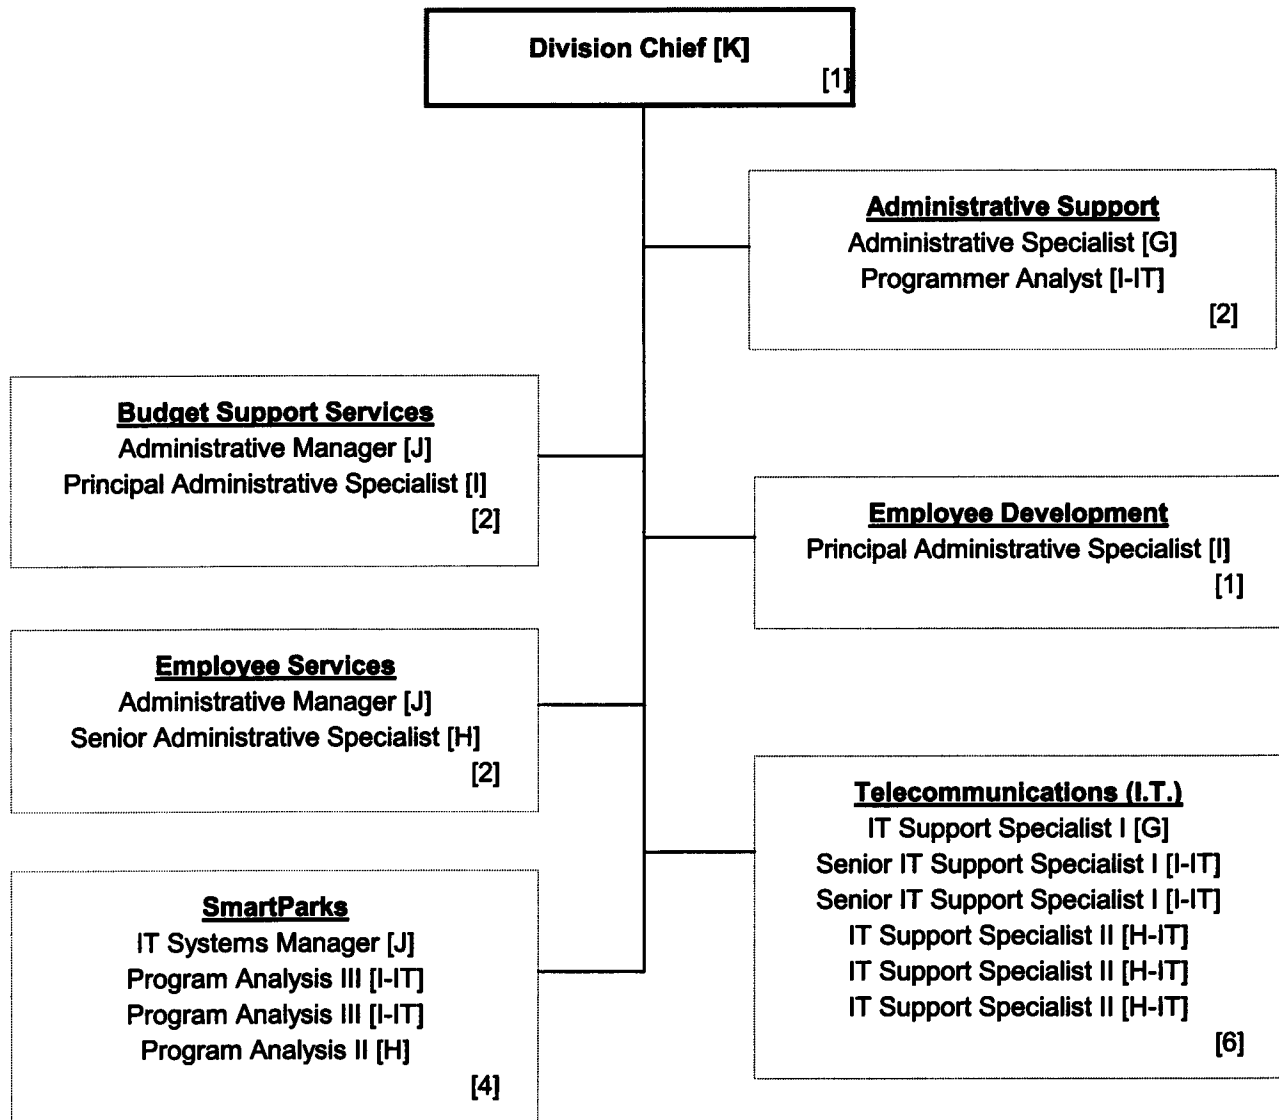 Division Chief [K]
[1]
Administrative Support
Administrative Specialist [G]
Programmer Analyst [I-IT]
[2]
Budget Support Services
Administrative Manager [J]
Principal Administrative Specialist [I]
[2]
Employee Development
Principal Administrative Specialist [I]
[1]
Employee Services
Administrative Manager [J]
Senior Administrative Specialist [H]
[2]
Telecommunications (I.T.)
IT Support Specialist I [G]
Senior IT Support Specialist I [I-IT]
Senior IT Support Specialist I [I-IT]
IT Support Specialist II [H-IT]
IT Support Specialist II [H-IT]
IT Support Specialist II [H-IT]
[6]
SmartParks
IT Systems Manager [J]
Program Analysis III [I-IT]
Program Analysis III [I-IT]
Program Analysis II [H]
[4]